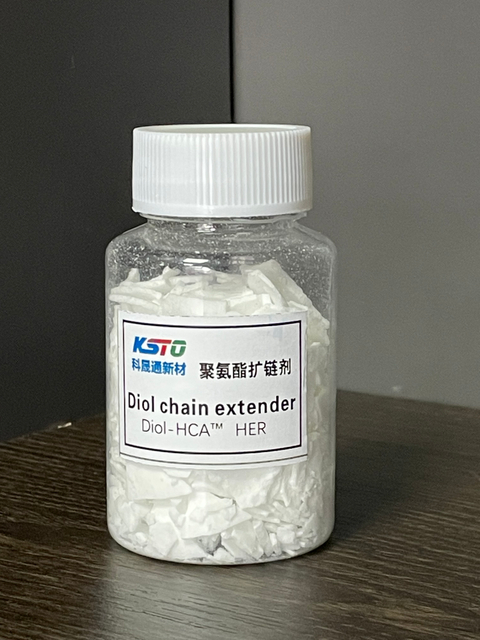 KSTO
科晟通新材 聚氨酯扩链剂
Diol chain extender
Diol-HCA™ HER